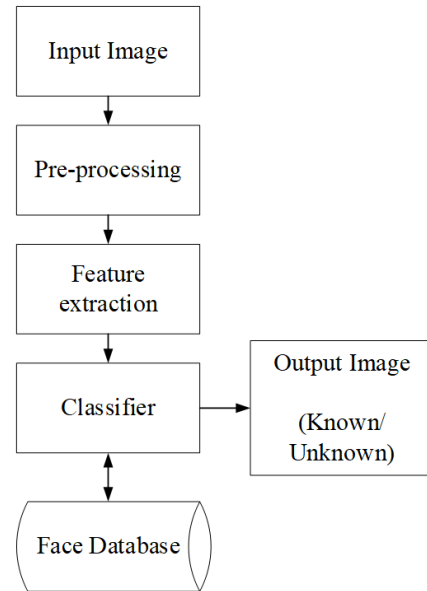 Input Image
Pre-processing
Feature
extraction
Classifier
Output Image
(Known/
Unknown)
Face Database